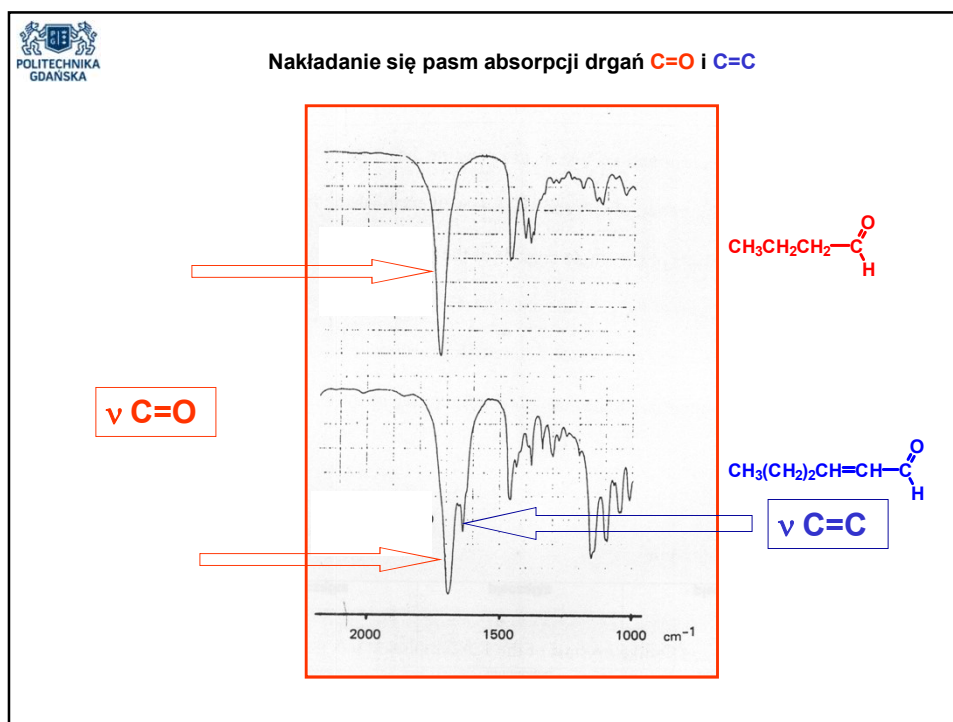 POLITECHNIKA
GDAŃSKA
Nakładanie się pasm absorpcji drgań C=O i C=C
CH₃CH₂CH₂—C
O
H
ν C=O
CH₃(CH₂)₂CH=CH—C
O
H
ν C=C
2000 1500 1000 cm⁻¹